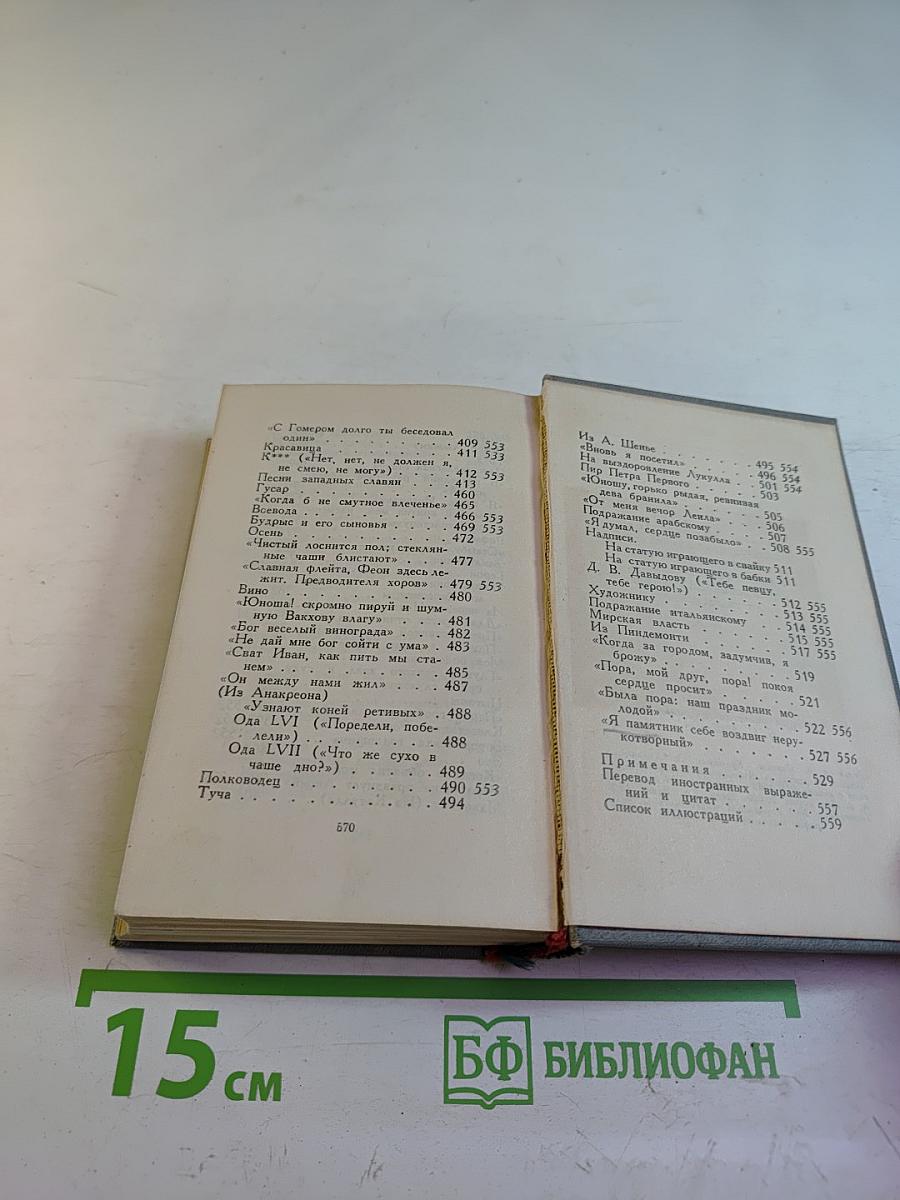 «С Гомером долго ты беседовал
один» . . . . . . . . . 409 553
Красавица . . . . . . . . . 411 533
К*** («Нет, нет, не должен я,
не смею, не могу») . . . . 412 553
Песни западных славян . . . 413
Гусар . . . . . . . . . . . 460
«Когда б не смутное влеченье» 465
Всевода . . . . . . . . . . 466 553
Будрыс и его сыновья . . . 469 553
Осень . . . . . . . . . . . 472
«Чистый лоснится пол; стеклян-
ные чаши блистают» . . . 477
«Славная флейта, Феон здесь ле-
жит. Предводителя хоров» . 479 553
Вино . . . . . . . . . . . 480
«Юноша! скромно пируй и шум-
ную Вакхову влагу» . . . 481
«Бог веселый винограда» . . . 482
«Не дай мне бог сойти с ума» . 483
«Сват Иван, как пить мы ста-
нем» . . . . . . . . . . 485
«Он между нами жил» . . . . 487
(Из Анакреона)
«Узнают коней ретивых» . 488
Ода LVI («Поредели, побе-
лели») . . . . . . . . . 488
Ода LVII («Что же сухо в
чаше дно?») . . . . . . 489
Полководец . . . . . . . . 490 553
Туча . . . . . . . . . . . 494
570
Из А. Шенье . . . . . . . . 495 554
«Вновь я посетил» . . . . . 496 554
На выздоровление Лукулла . . 501 554
Пир Петра Первого . . . . . 503
«Юношу, горько рыдая, ревнивая
дева бранила» . . . . . . 505
«От меня вечор Леила» . . . 506
Подражание арабскому . . . . 507
«Я думал, сердце позабыло» . . 508 555
Надписи.
На статую играющего в свайку 511
На статую играющего в бабки 511
Д. В. Давыдову («Тебе певцу,
тебе герою!») . . . . . . 512 555
Художнику . . . . . . . . . 513 555
Подражание итальянскому . . . 514 555
Мирская власть . . . . . . 515 555
Из Пиндемонти . . . . . . . 517 555
«Когда за городом, задумчив, я
брожу» . . . . . . . . . 519
«Пора, мой друг, пора! покоя
сердце просит» . . . . . . 521
«Была пора: наш праздник мо-
лодой» . . . . . . . . . 522 556
«Я памятник себе воздвиг неру-
котворный» . . . . . . . 527 556
Примечания . . . . . . . . 529
Перевод иностранных выраже-
ний и цитат . . . . . . . 557
Список иллюстраций . . . . . 559
15 см
БФ БИБЛИОФАН